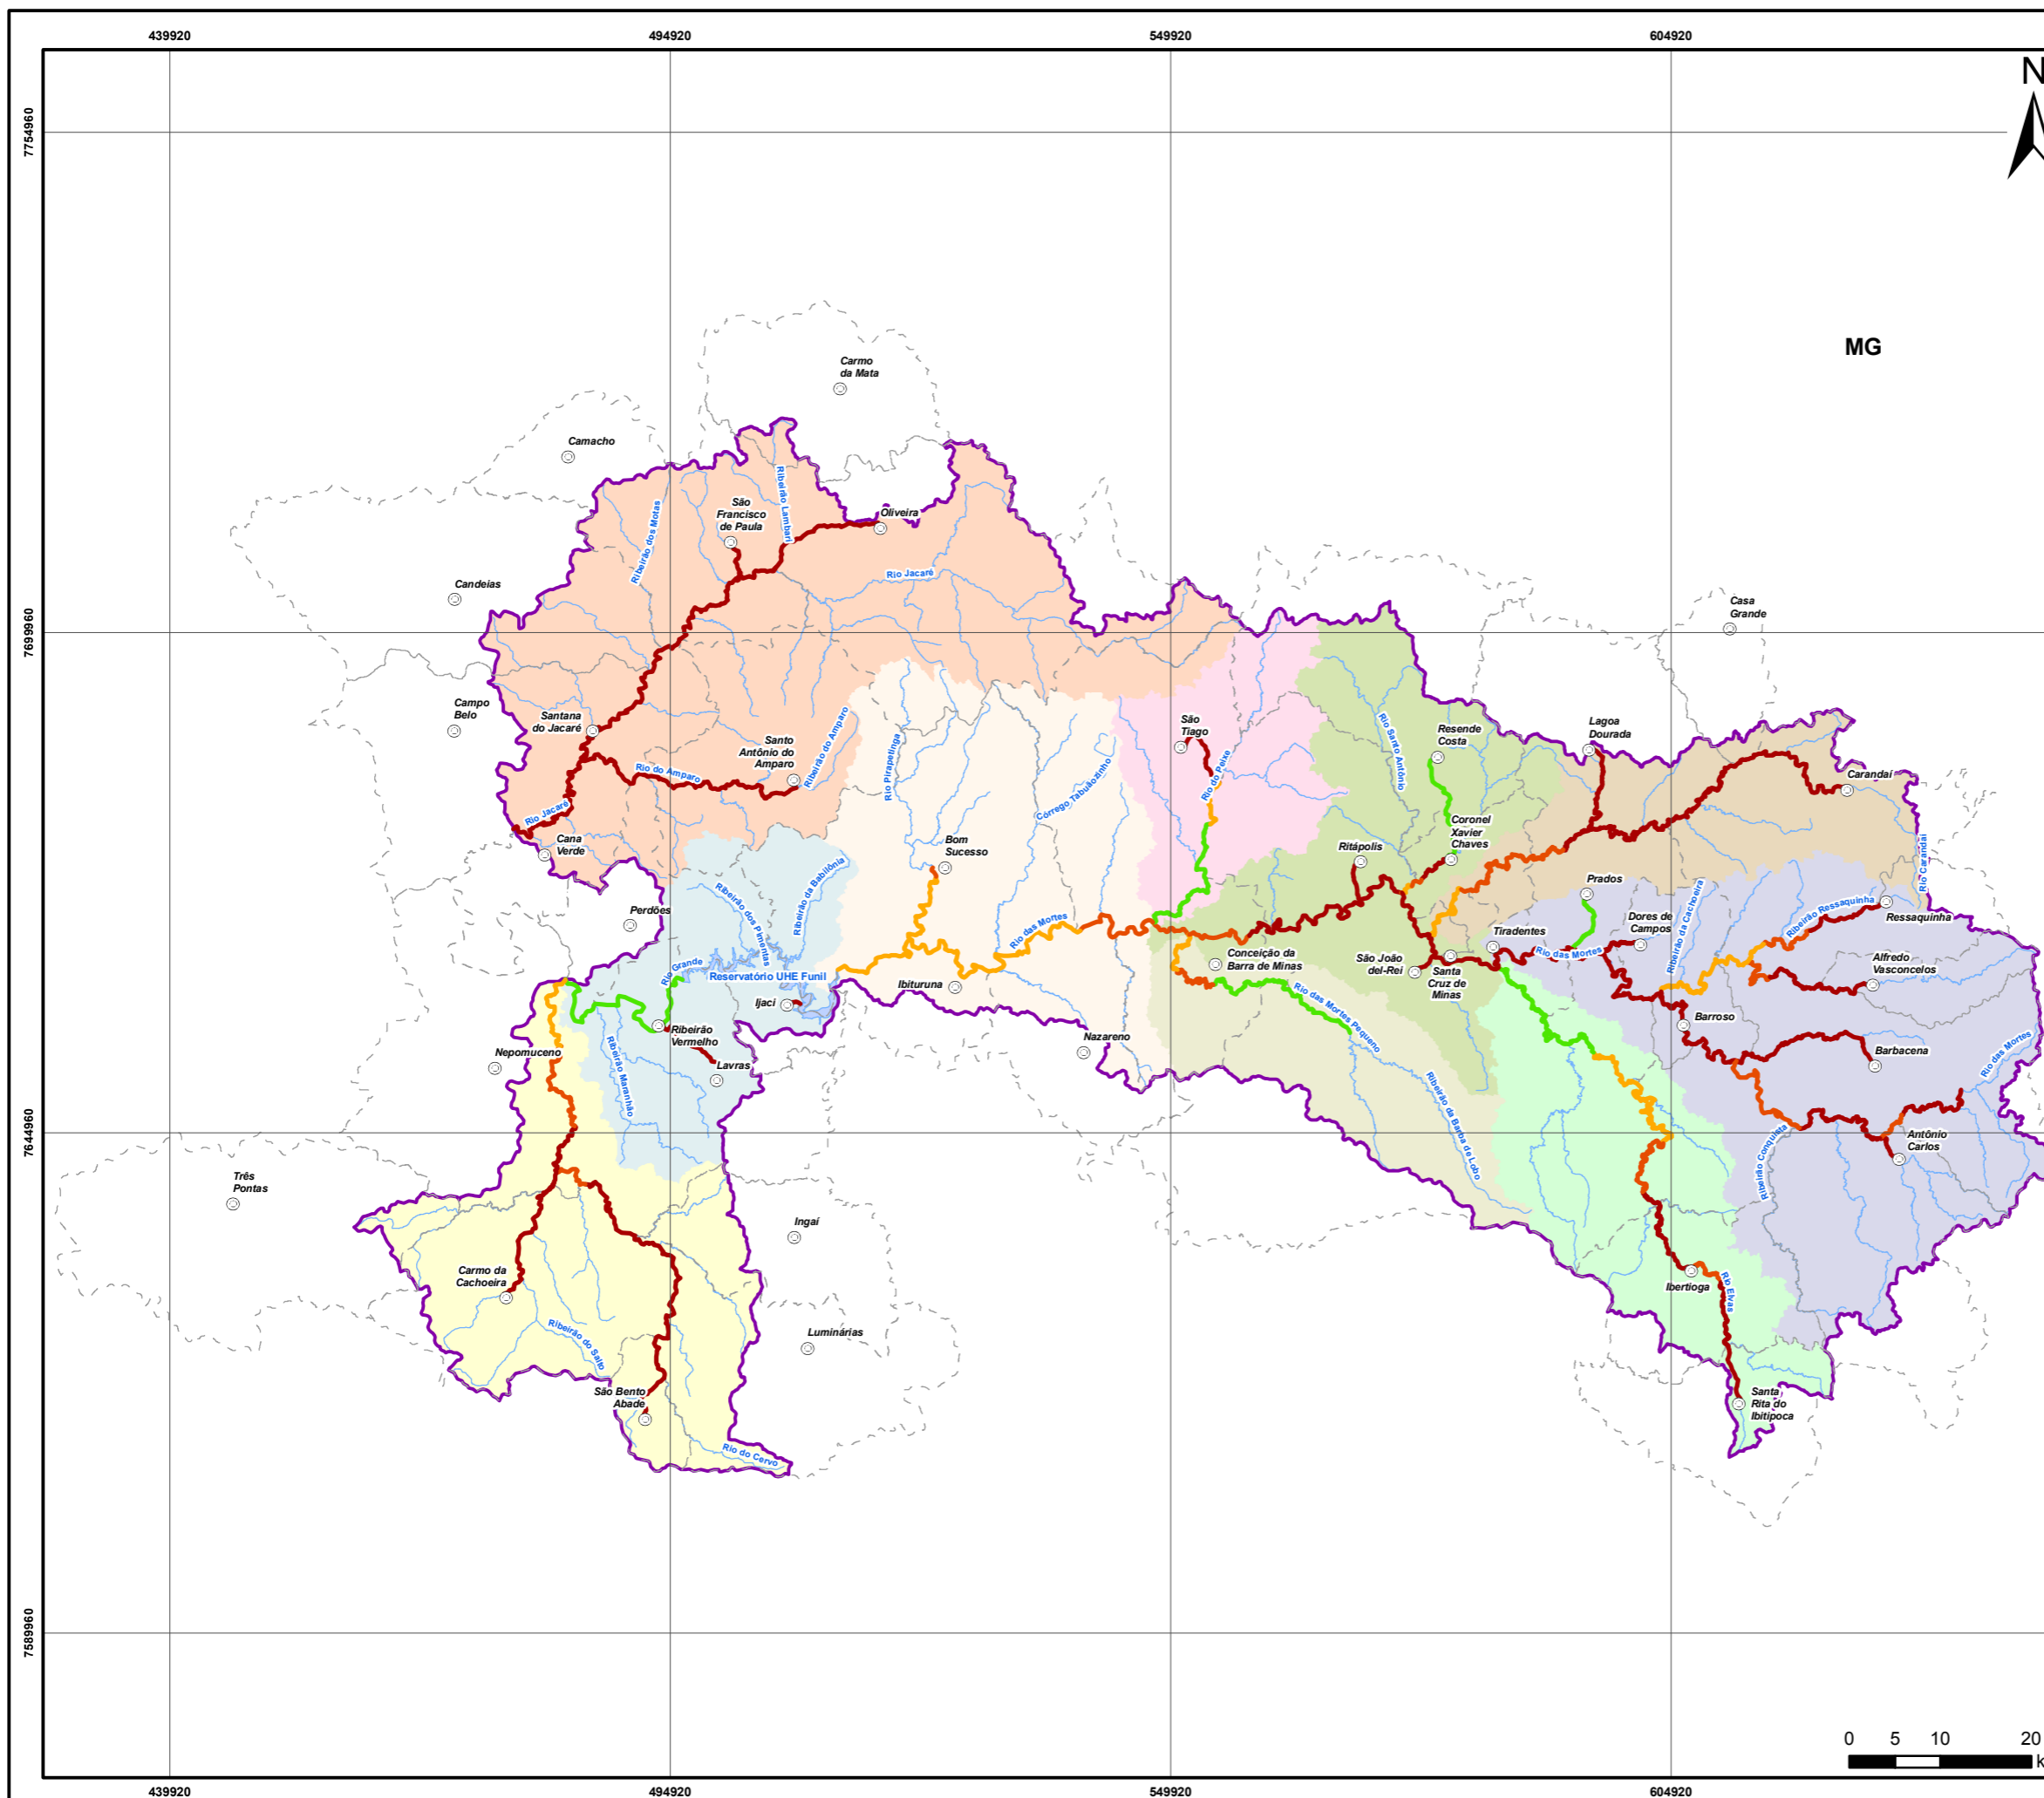 439920
494920
549920
604920
N
7754960
MG
Carmo
da Mata
Camacho
Ribeirão Lambari
Ribeirão dos Motas
São
Francisco
de Paula
Oliveira
Rio Jacaré
Candeias
Casa
Grande
7699960
Campo
Belo
Santana
do Jacaré
Santo
Antônio do
Amparo
Ribeirão do Amparo
Rio do Amparo
Rio Jacaré
Cana
Verde
Rio Pirapetinga
Córrego Tabuãozinho
São
Tiago
Rio do Peixe
Rio Santo Antônio
Resende
Costa
Lagoa
Dourada
Carandaí
Coronel
Xavier
Chaves
Ritápolis
Rio Carandaí
Bom
Sucesso
Ribeirão da Babilônia
Ribeirão dos Pimentas
Perdões
Prados
Dores de
Campos
Ribeirão da Cachoeira
Ribeirão Ressaquinha
Ressaquinha
Rio das Mortes
Tiradentes
Rio das Mortes
Alfredo
Vasconcelos
Rio Grande
Reservatório UHE Funil
Conceição da
Barra de Minas
São João
del-Rei
Santa
Cruz de
Minas
Ijaci
Ibituruna
Rio das Mortes Pequeno
Barroso
Ribeirão
Vermelho
Nazareno
Nepomuceno
Lavras
Ribeirão Maranhão
Barbacena
Rio das Mortes
Ribeirão da Barba de Lobo
7644960
Antônio
Carlos
Ribeirão Conquista
Três
Pontas
Ingaí
Carmo da
Cachoeira
Ibertioga
Rio Elvas
Ribeirão do Salto
Luminárias
São Bento
Abade
Santa
Rita do
Ibitipoca
Rio do Cervo
7589960
0
5
10
20
439920
494920
549920
604920